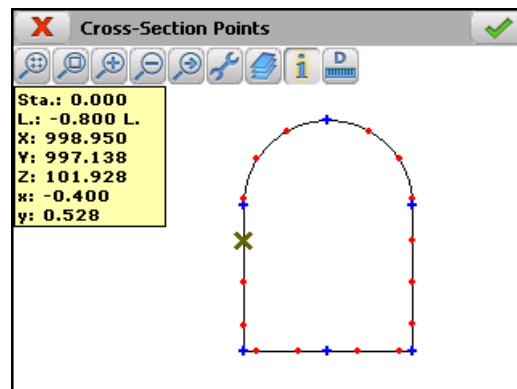 X Cross-Section Points
i D
Sta.: 0.000
L.: -0.800 L.
X: 998.950
Y: 997.138
Z: 101.928
x: -0.400
y: 0.528